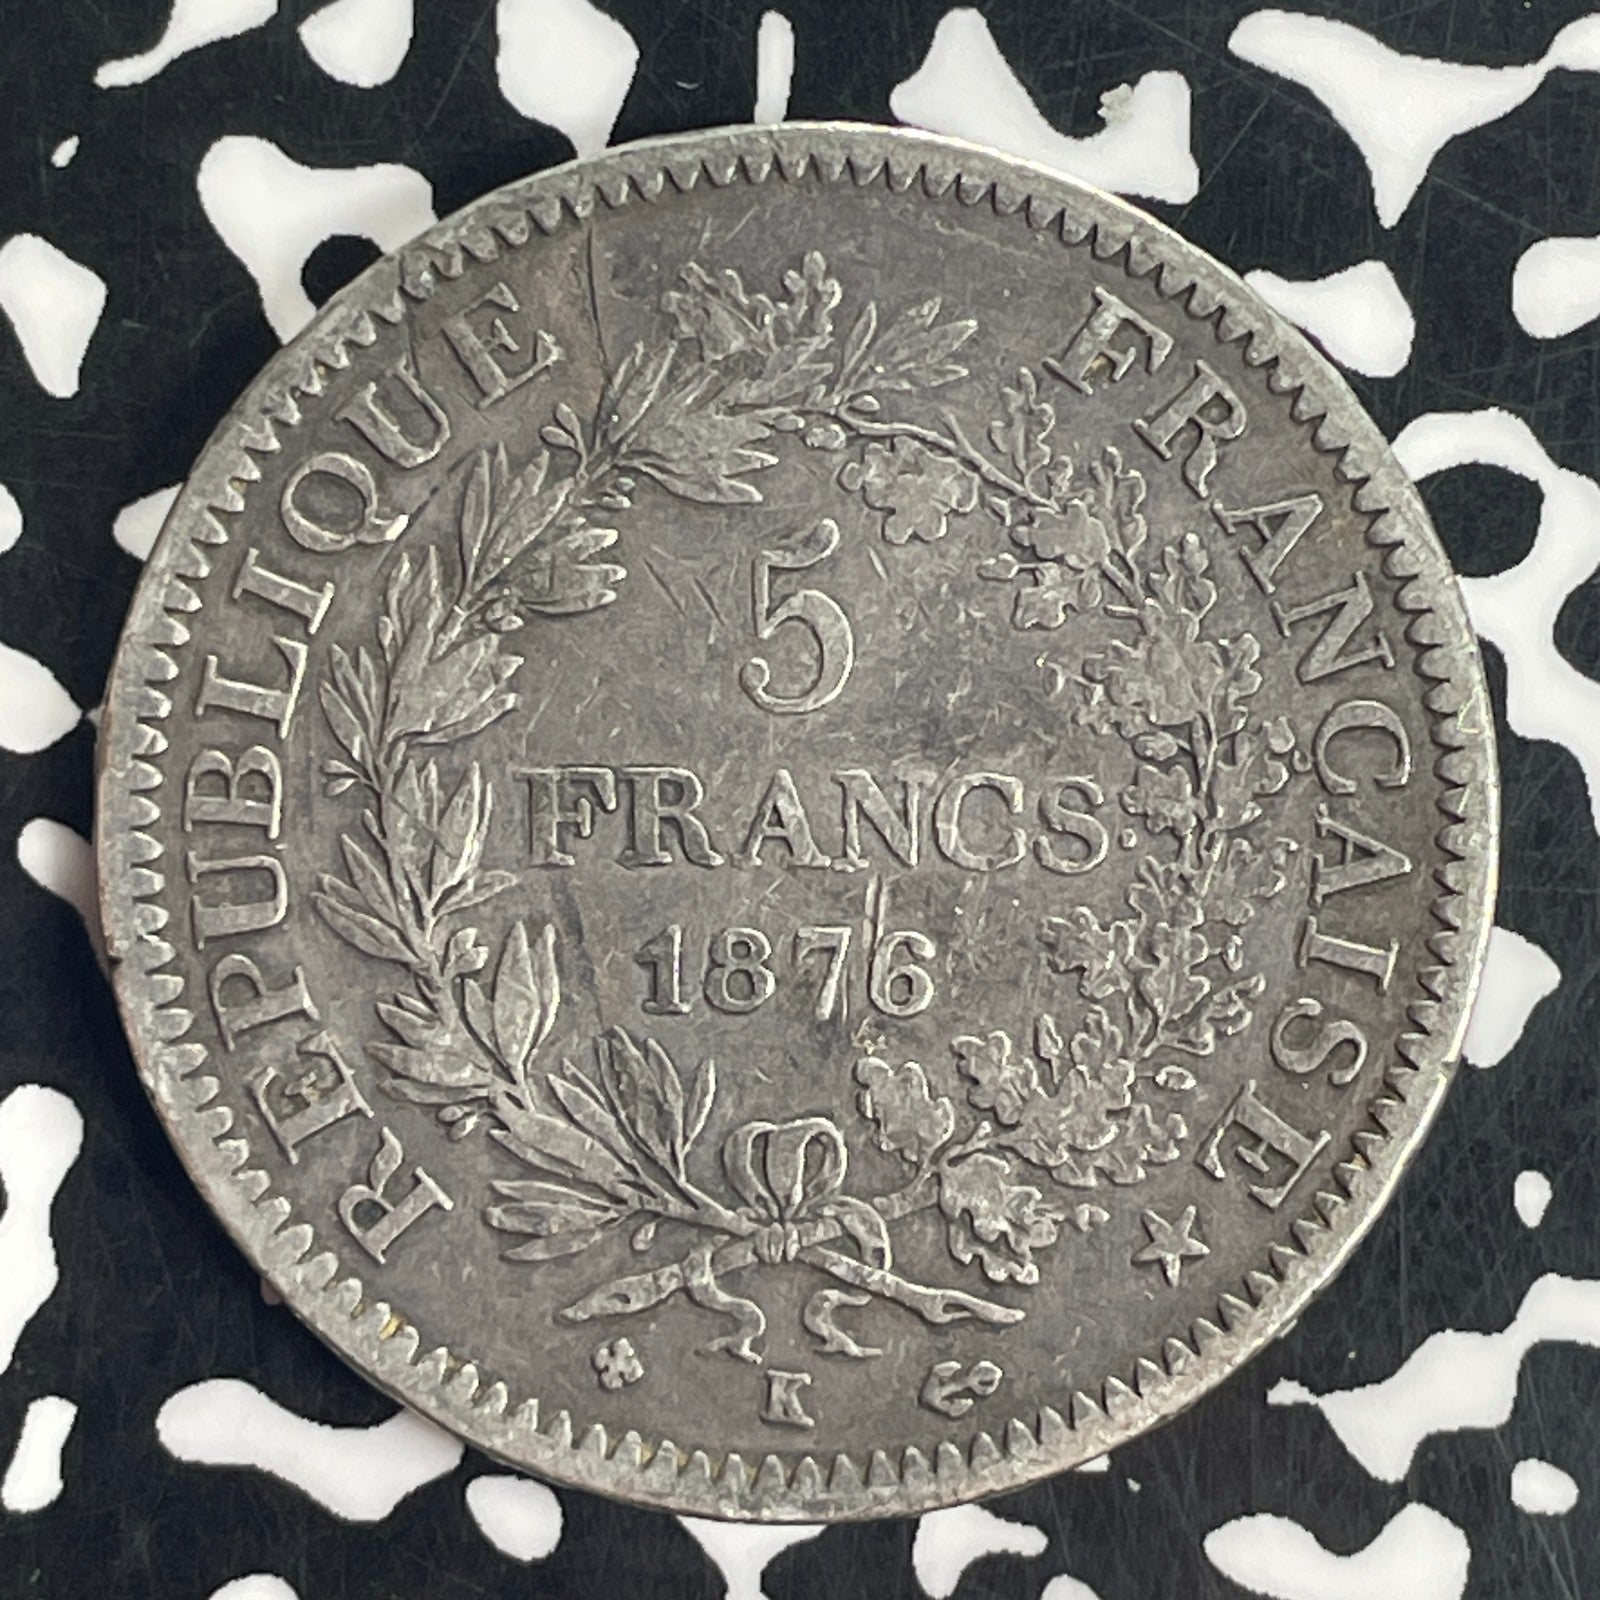 REPUBLIQUE FRANCAISE
5
FRANCS
1876
K